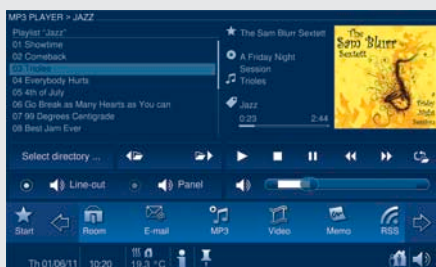 MP3 PLAYER > JAZZ
Playlist "Jazz"
01 Showtime
02 Comeback
03 Trioles
04 Everybody Hurts
05 4th of July
06 Go Break as Many Hearts as You can
07 99 Degrees Centigrade
08 Best Jam Ever
The Sam Blurr Sextett
A Friday Night
Session
Trioles
Jazz
0:23 2:44
The
Sam Blurr
Sextett
Friday
Night
Session
Select directory ...
Line-out Panel
Start Room E-mail MP3 Video Memo RSS
Th 01/06/11 10:20 19.3 °C